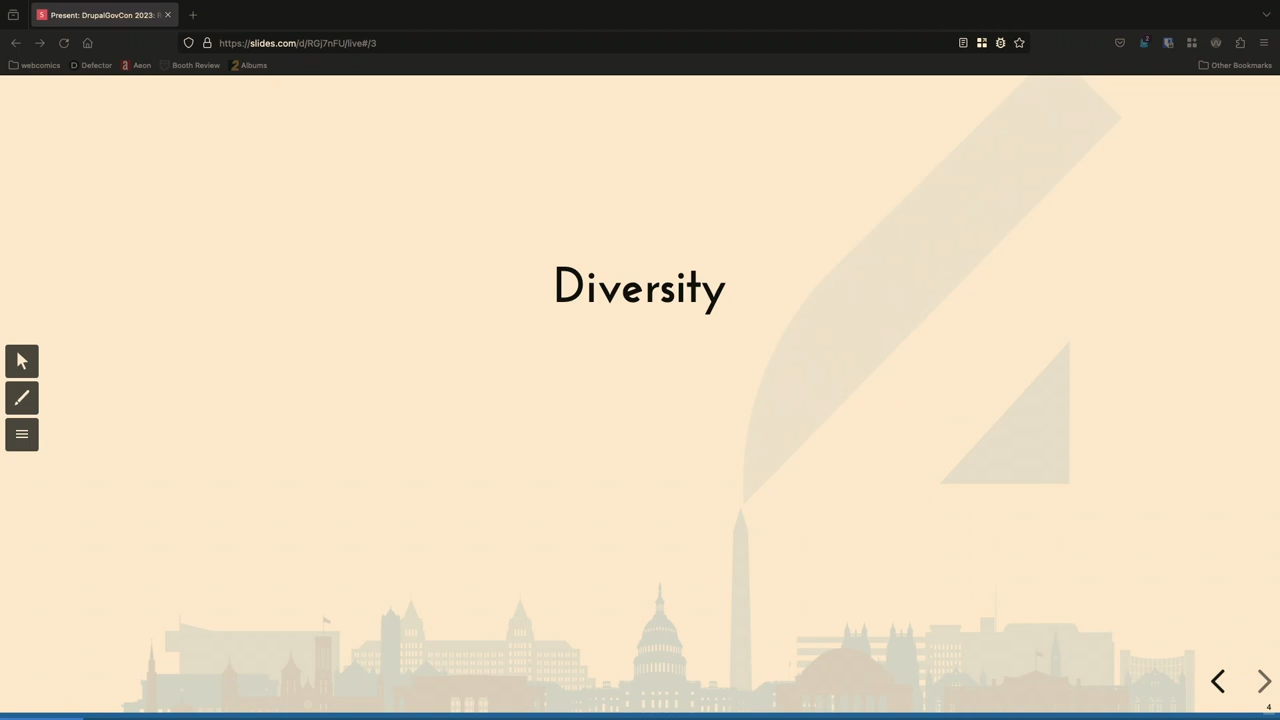 Present: DrupalGovCon 2023:
https://slides.com/d/RGj7nFU/live#/3
webcomics
Defector
Aeon
Booth Review
Albums
Other Bookmarks
Diversity
4